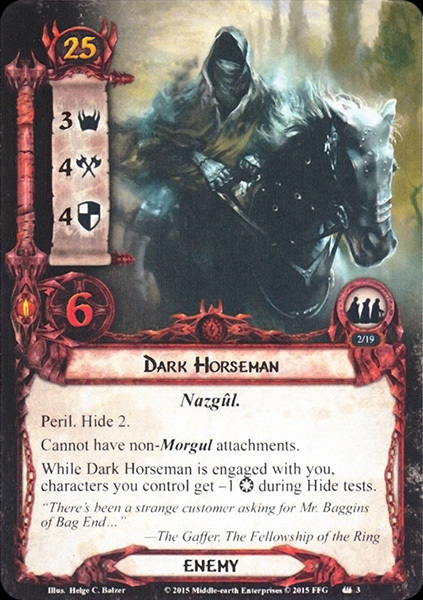 25
3
4
4
6
2/19
DARK HORSEMAN
Nazgûl.
Peril. Hide 2.
Cannot have non-Morgul attachments.
While Dark Horseman is engaged with you,
characters you control get –1 during Hide tests.
“There’s been a strange customer asking for Mr. Baggins
of Bag End…”
—The Gaffer, The Fellowship of the Ring
ENEMY
Illus. Helge C. Balzer © 2015 Middle-earth Enterprises © 2015 FFG 3